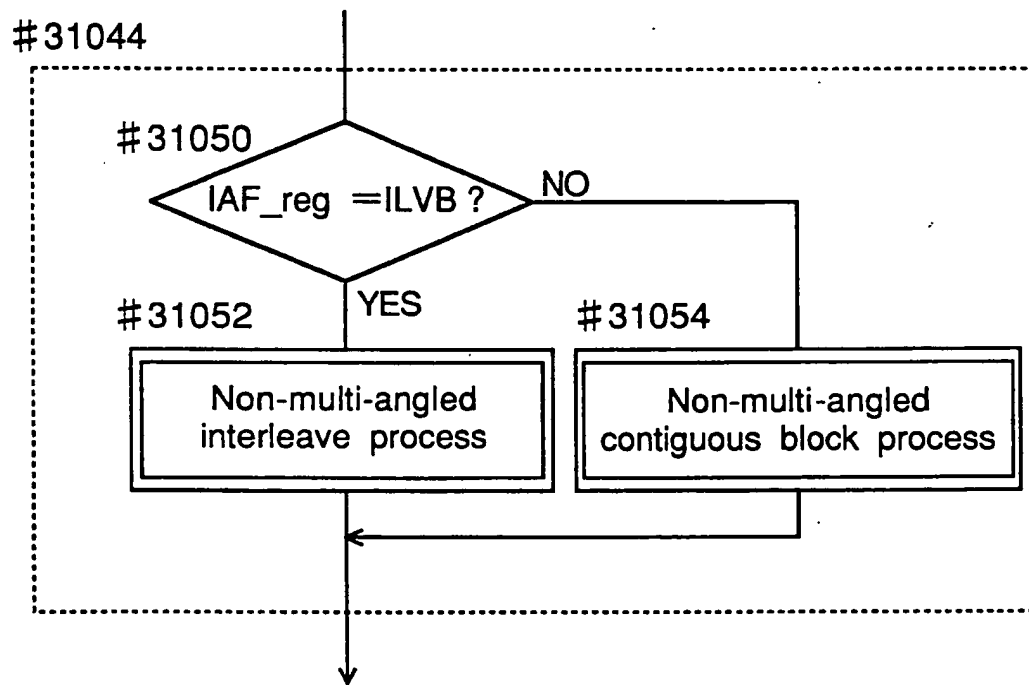 #31044
#31050
IAF_reg =ILVB ?
NO
YES
#31052
#31054
Non-multi-angled
interleave process
Non-multi-angled
contiguous block process